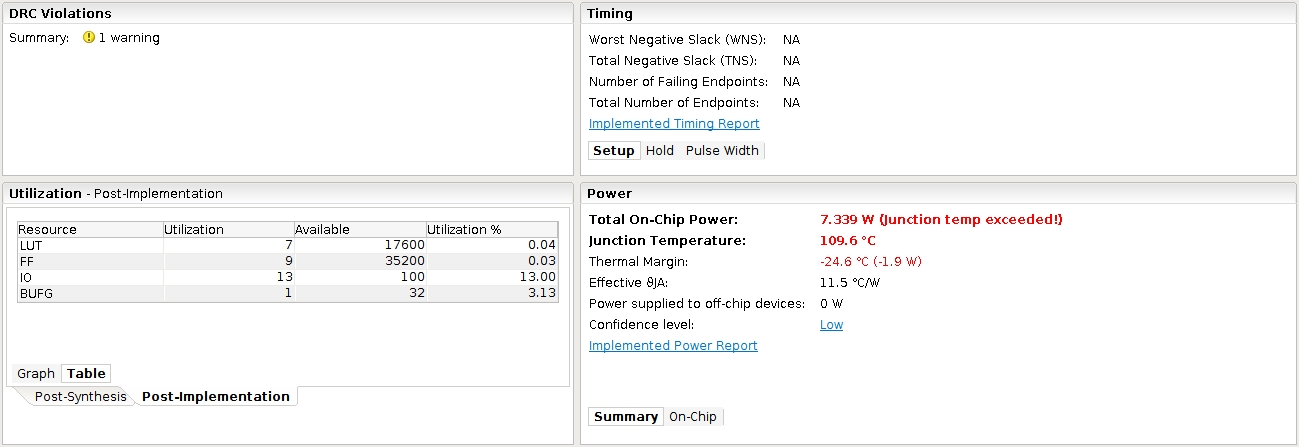 DRC Violations
Summary: 1 warning
Timing
Worst Negative Slack (WNS): NA
Total Negative Slack (TNS): NA
Number of Failing Endpoints: NA
Total Number of Endpoints: NA
Implemented Timing Report
Setup Hold Pulse Width
Utilization - Post-Implementation
Resource Utilization Available Utilization %
LUT 7 17600 0.04
FF 9 35200 0.03
IO 13 100 13.00
BUFG 1 32 3.13
Graph Table
Post-Synthesis Post-Implementation
Power
Total On-Chip Power: 7.339 W (Junction temp exceeded!)
Junction Temperature: 109.6 °C
Thermal Margin: -24.6 °C (-1.9 W)
Effective ϑJA: 11.5 °C/W
Power supplied to off-chip devices: 0 W
Confidence level: Low
Implemented Power Report
Summary On-Chip